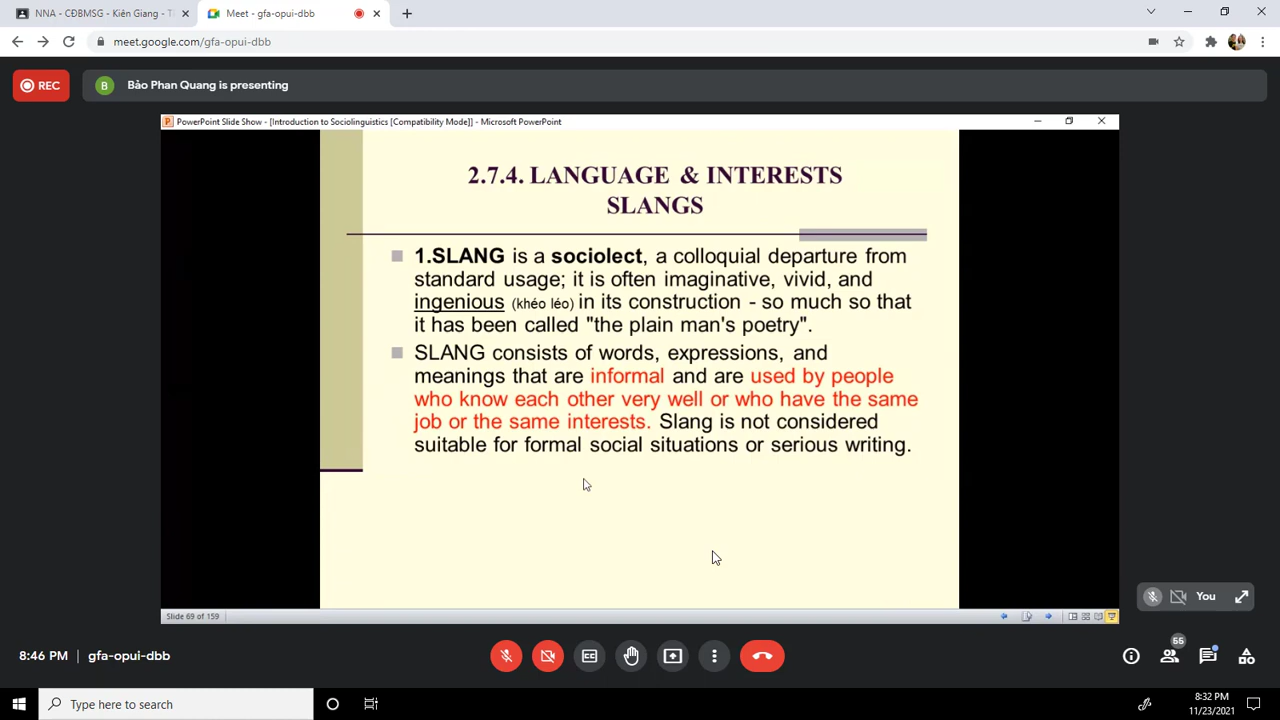 NNA - CĐBMSG - Kiên Giang - T
Meet - gfa-opui-dbb
meet.google.com/gfa-opui-dbb
REC
B
Bảo Phan Quang is presenting
PowerPoint Slide Show - [Introduction to Sociolinguistics [Compatibility Mode]] - Microsoft PowerPoint
2.7.4. LANGUAGE & INTERESTS
SLANGS
1.SLANG is a sociolect, a colloquial departure from
standard usage; it is often imaginative, vivid, and
ingenious (khéo léo) in its construction - so much so that
it has been called "the plain man's poetry".
SLANG consists of words, expressions, and
meanings that are informal and are used by people
who know each other very well or who have the same
job or the same interests. Slang is not considered
suitable for formal social situations or serious writing.
You
Slide 69 of 159
55
8:46 PM
gfa-opui-dbb
Type here to search
8:32 PM
11/23/2021